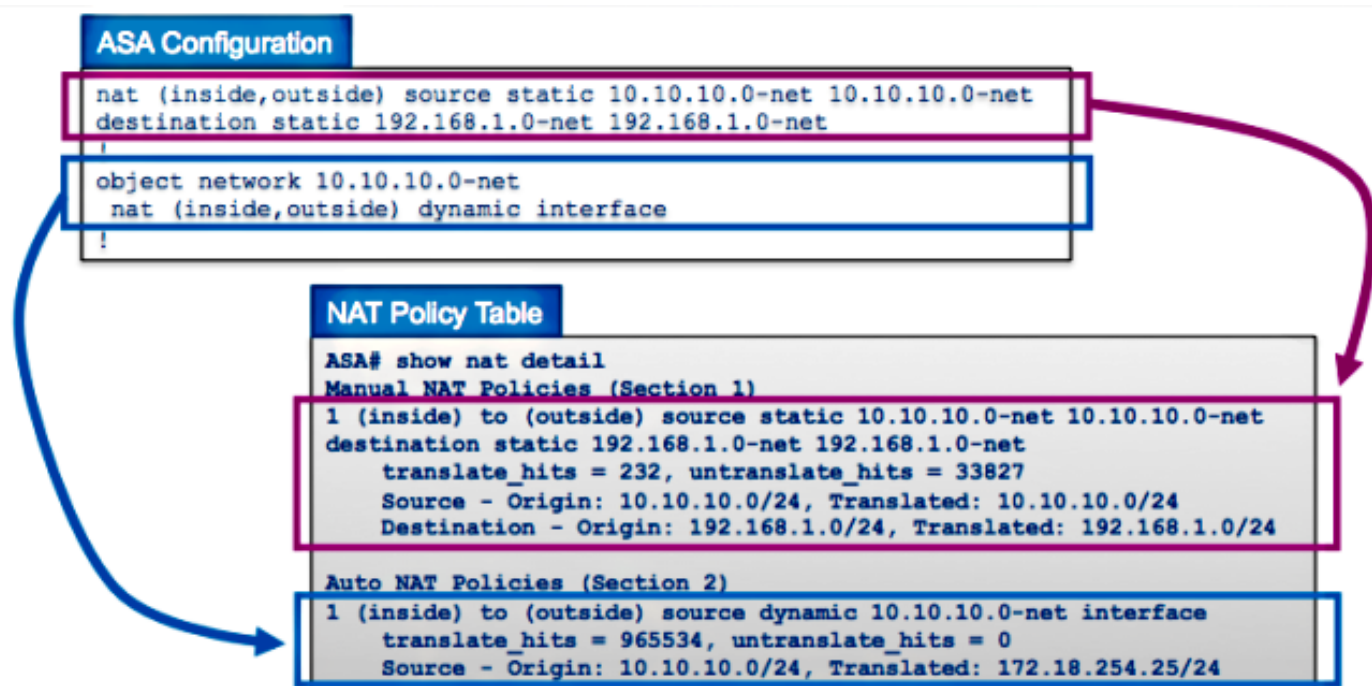 ASA Configuration
nat (inside,outside) source static 10.10.10.0-net 10.10.10.0-net
destination static 192.168.1.0-net 192.168.1.0-net
!
object network 10.10.10.0-net
 nat (inside,outside) dynamic interface
!
NAT Policy Table
ASA# show nat detail
Manual NAT Policies (Section 1)
1 (inside) to (outside) source static 10.10.10.0-net 10.10.10.0-net
destination static 192.168.1.0-net 192.168.1.0-net
    translate_hits = 232, untranslate_hits = 33827
    Source - Origin: 10.10.10.0/24, Translated: 10.10.10.0/24
    Destination - Origin: 192.168.1.0/24, Translated: 192.168.1.0/24
Auto NAT Policies (Section 2)
1 (inside) to (outside) source dynamic 10.10.10.0-net interface
    translate_hits = 965534, untranslate_hits = 0
    Source - Origin: 10.10.10.0/24, Translated: 172.18.254.25/24